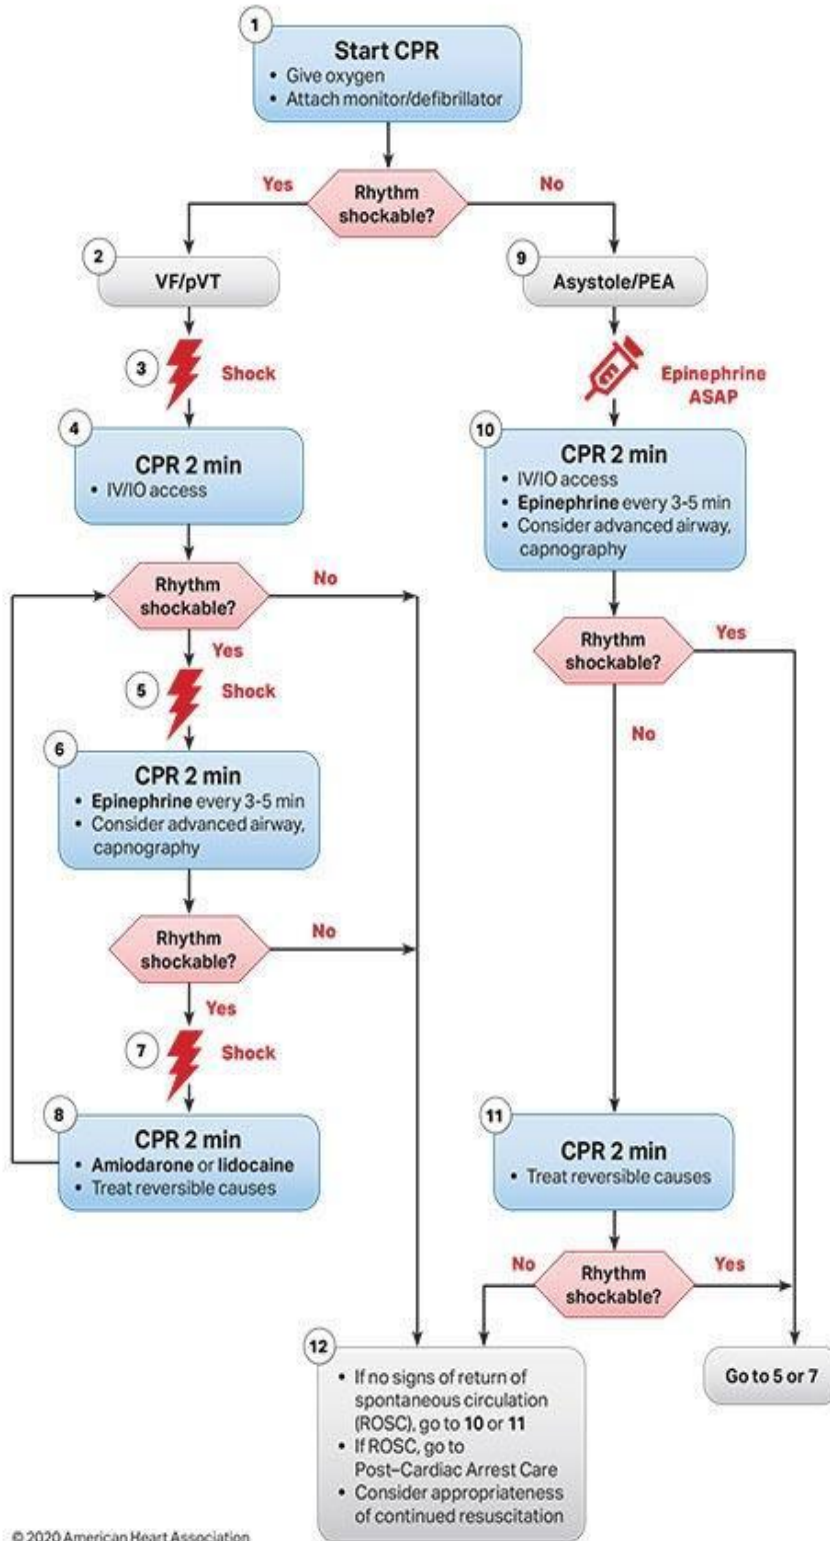 1
Start CPR
• Give oxygen
• Attach monitor/defibrillator
Yes
Rhythm
shockable?
No
2
VF/pVT
3
Shock
4
CPR 2 min
• IV/IO access
Rhythm
shockable?
No
Yes
5
Shock
6
CPR 2 min
• Epinephrine every 3-5 min
• Consider advanced airway,
capnography
Rhythm
shockable?
No
Yes
7
Shock
8
CPR 2 min
• Amiodarone or lidocaine
• Treat reversible causes
9
Asystole/PEA
Epinephrine
ASAP
10
CPR 2 min
• IV/IO access
• Epinephrine every 3-5 min
• Consider advanced airway,
capnography
Rhythm
shockable?
Yes
No
11
CPR 2 min
• Treat reversible causes
No
Rhythm
shockable?
Yes
12
• If no signs of return of
spontaneous circulation
(ROSC), go to 10 or 11
• If ROSC, go to
Post–Cardiac Arrest Care
• Consider appropriateness
of continued resuscitation
Go to 5 or 7
© 2020 American Heart Association